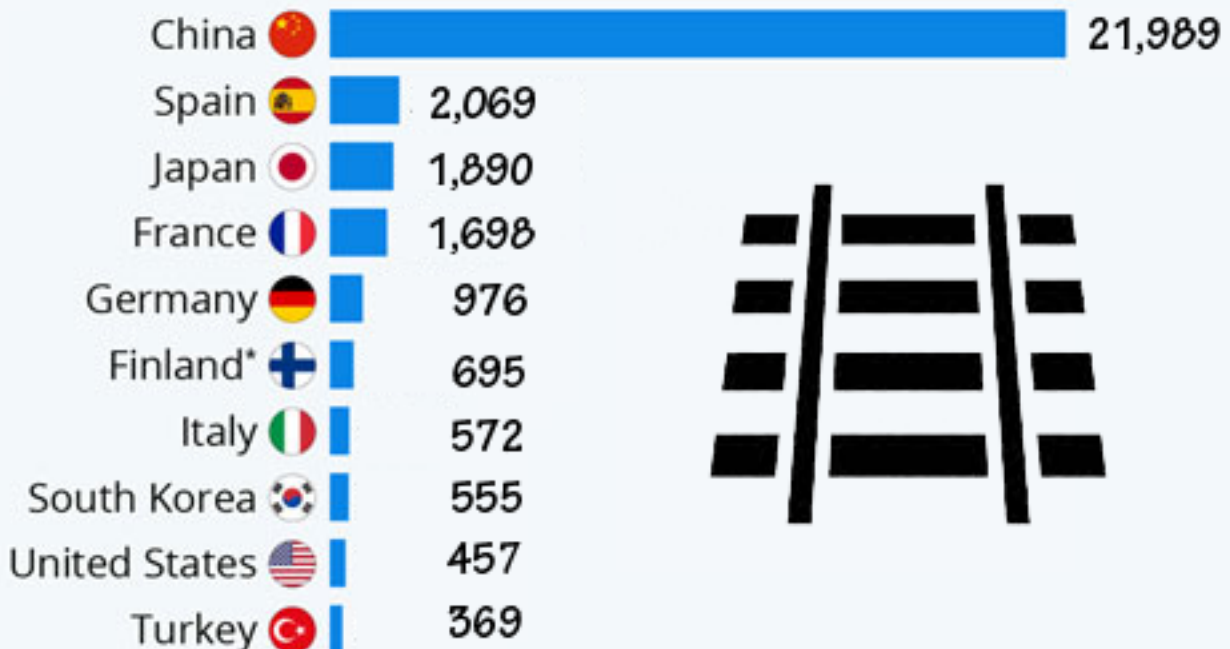 China 21,989
Spain 2,069
Japan 1,890
France 1,698
Germany 976
Finland* 695
Italy 572
South Korea 555
United States 457
Turkey 369